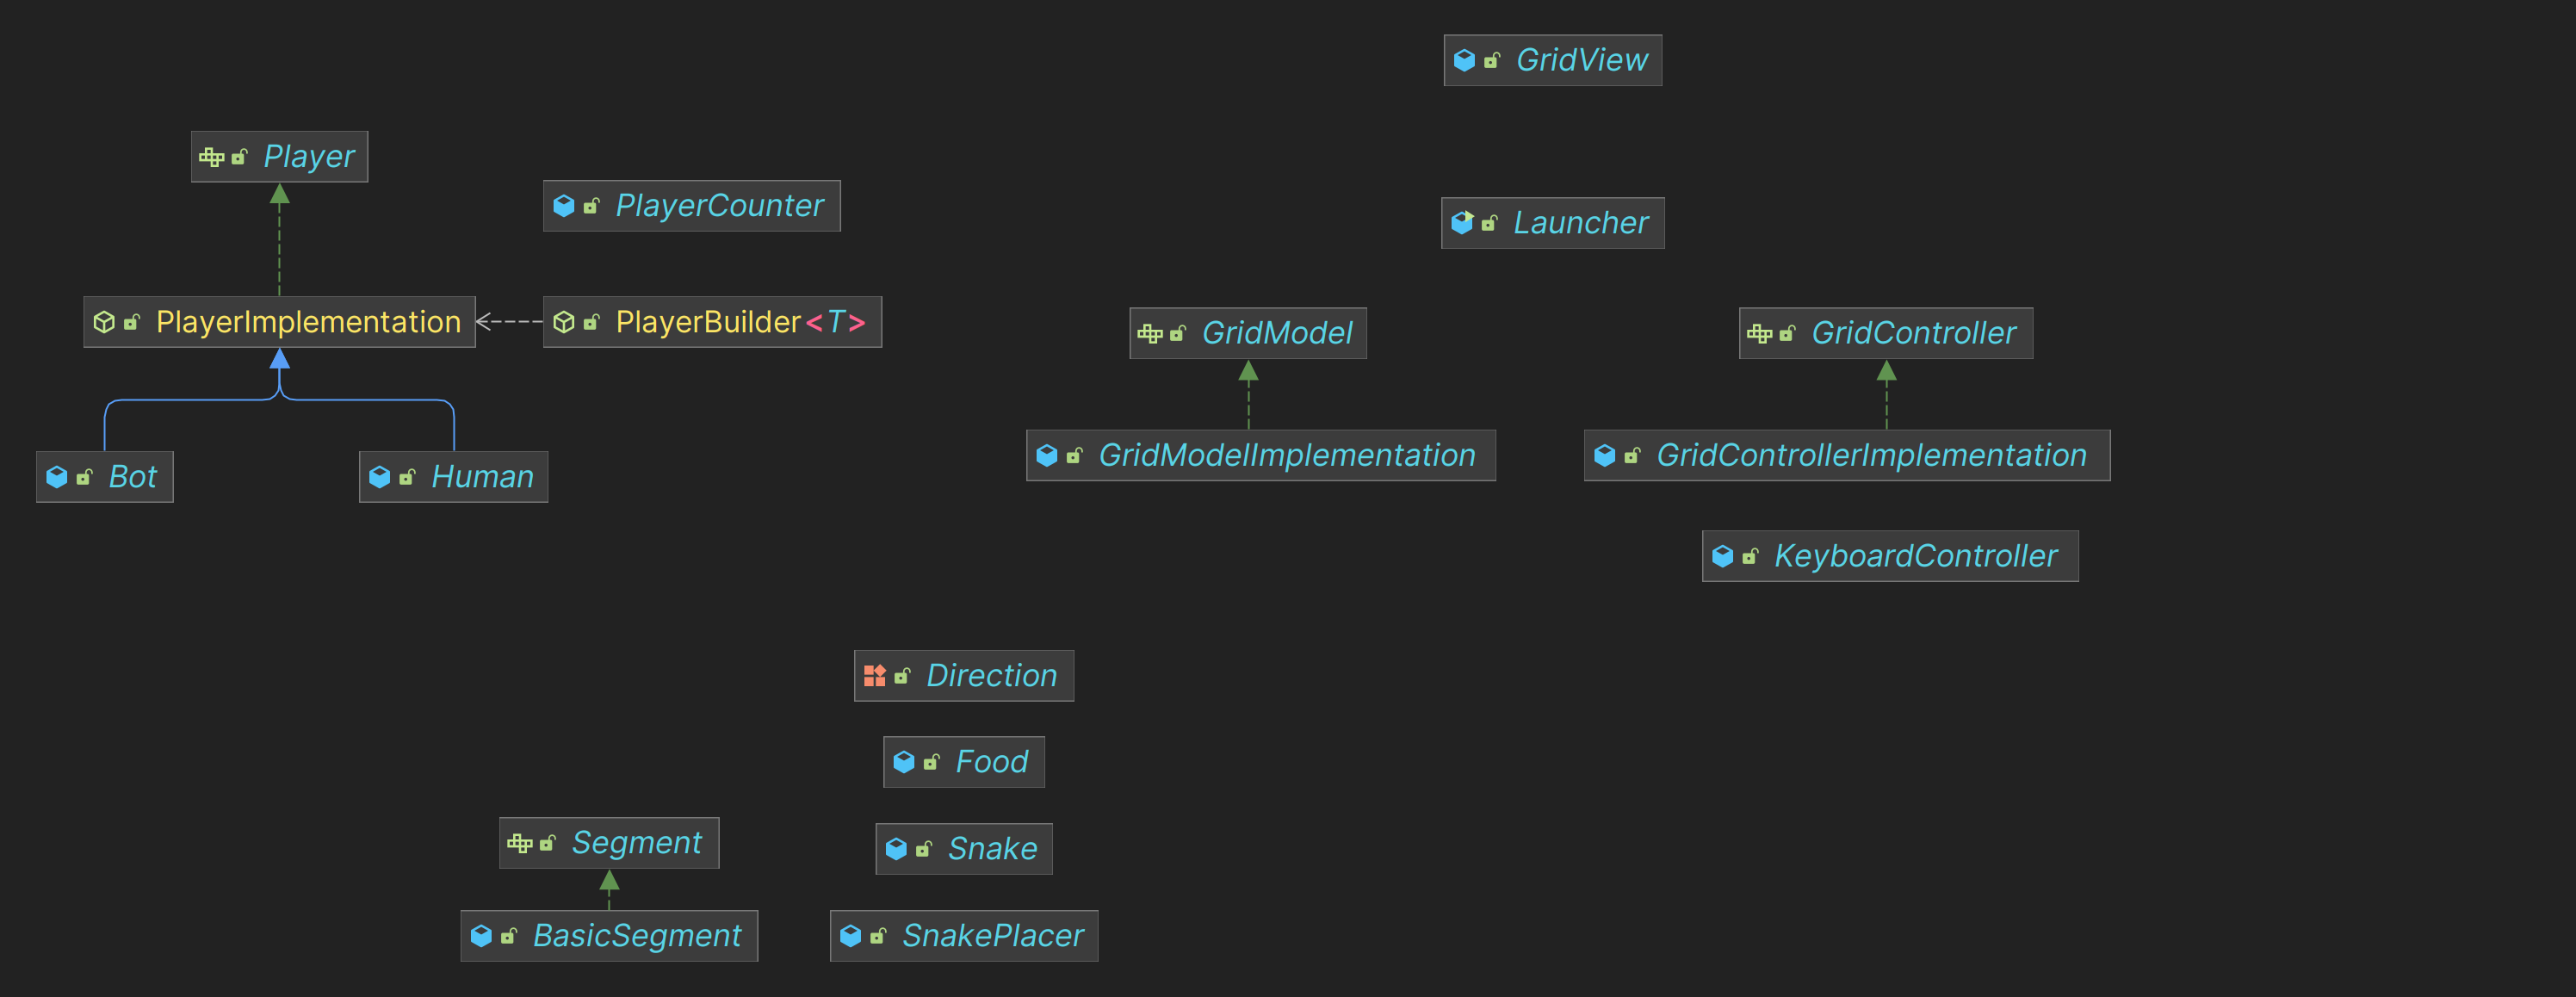 GridView
Player
PlayerCounter
Launcher
PlayerImplementation
PlayerBuilder<T>
GridModel
GridController
Bot
Human
GridModelImplementation
GridControllerImplementation
KeyboardController
Direction
Food
Segment
Snake
BasicSegment
SnakePlacer